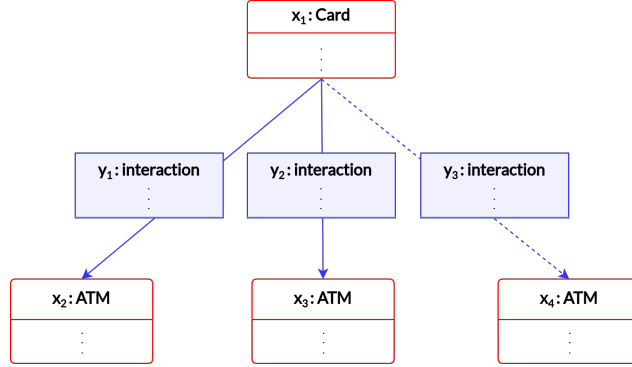 x₁: Card
y₁: interaction
y₂: interaction
y₃: interaction
x₂: ATM
x₃: ATM
x₄: ATM